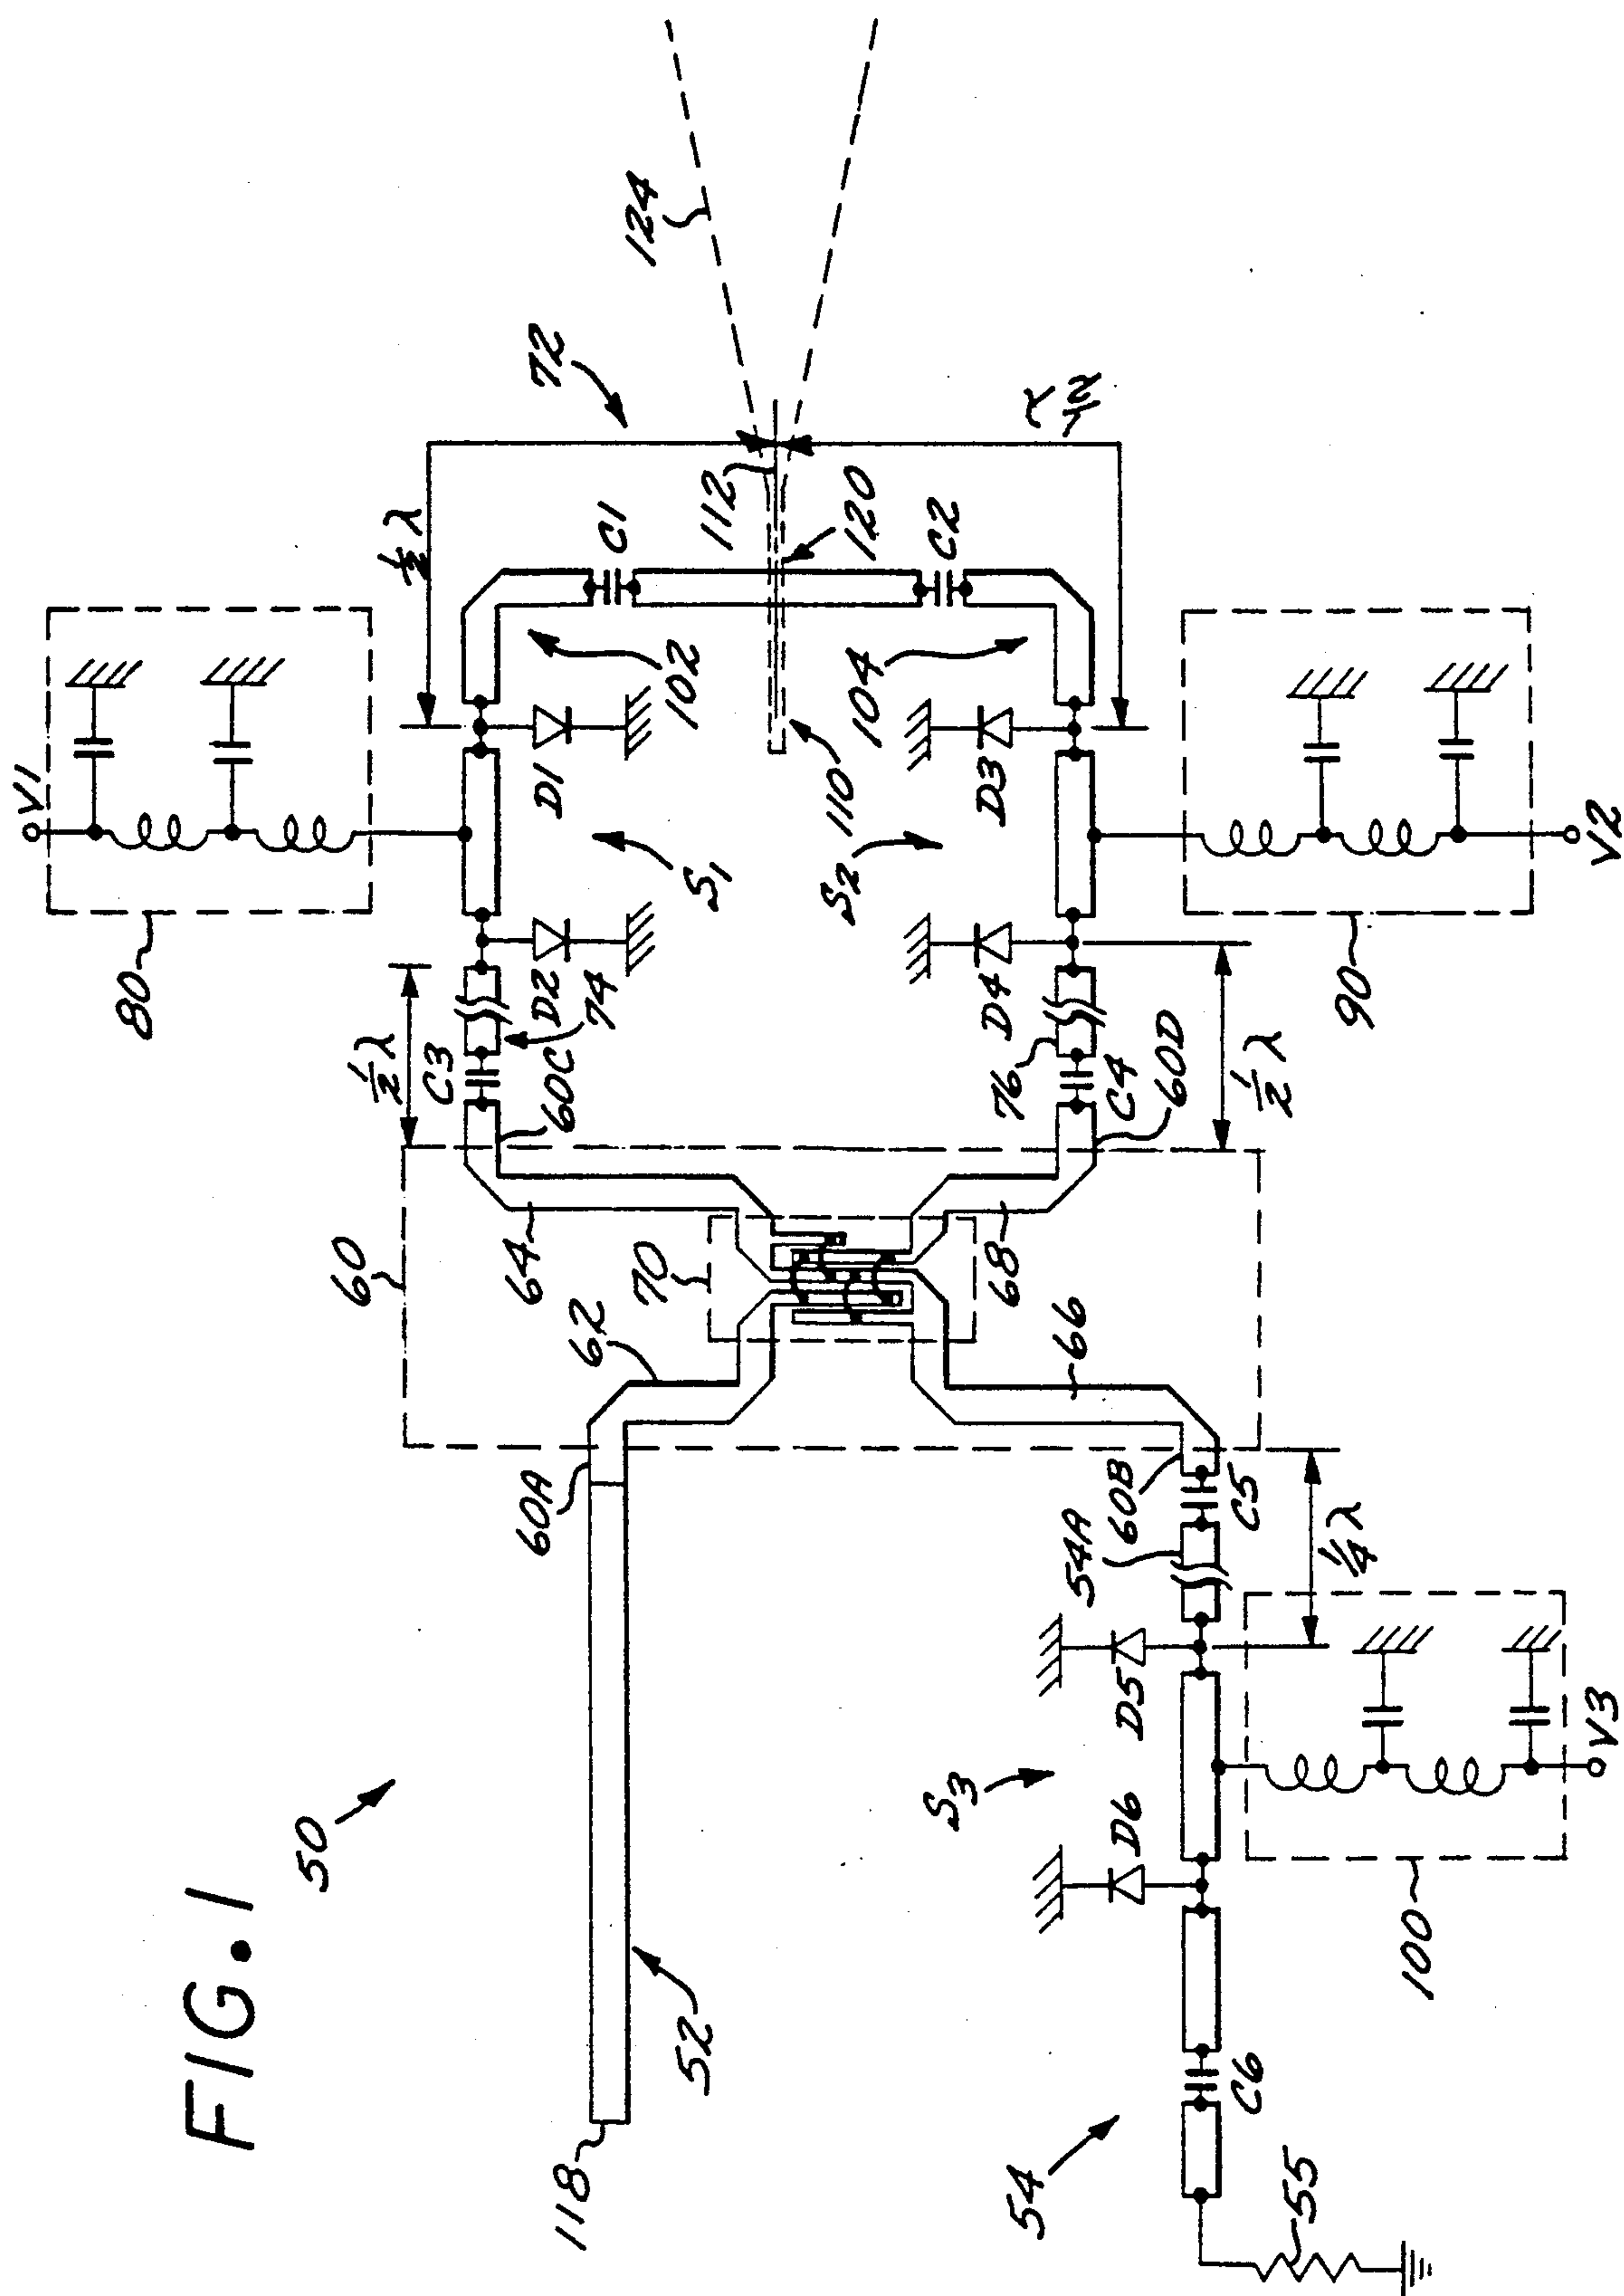 FIG. 1
50
V1
80
1/2 λ
72
124
C1
112
120
C2
102
104
110
D1
D2
S1
S2
D3
D4
1/2 λ
C3
74
60C
76
C4
60D
1/2 λ
90
V2
60
64
70
62
68
66
60A
60B
C5
54A
1/4 λ
D5
D6
S3
100
V3
52
118
54
C6
55